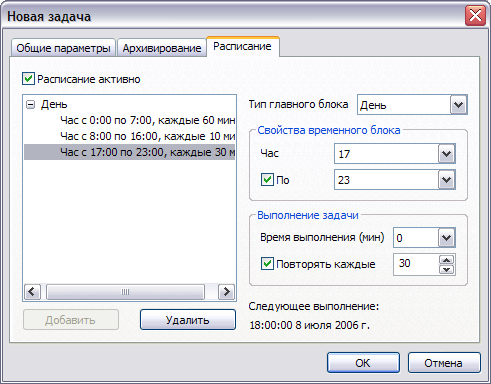 Новая задача
Общие параметры
Архивирование
Расписание
Расписание активно
День
Час с 0:00 по 7:00, каждые 60 мин
Час с 8:00 по 16:00, каждые 10 ми
Час с 17:00 по 23:00, каждые 30 м
Добавить
Удалить
Тип главного блока День
Свойства временного блока
Час 17
По 23
Выполнение задачи
Время выполнения (мин) 0
Повторять каждые 30
Следующее выполнение:
18:00:00 8 июля 2006 г.
ОК
Отмена